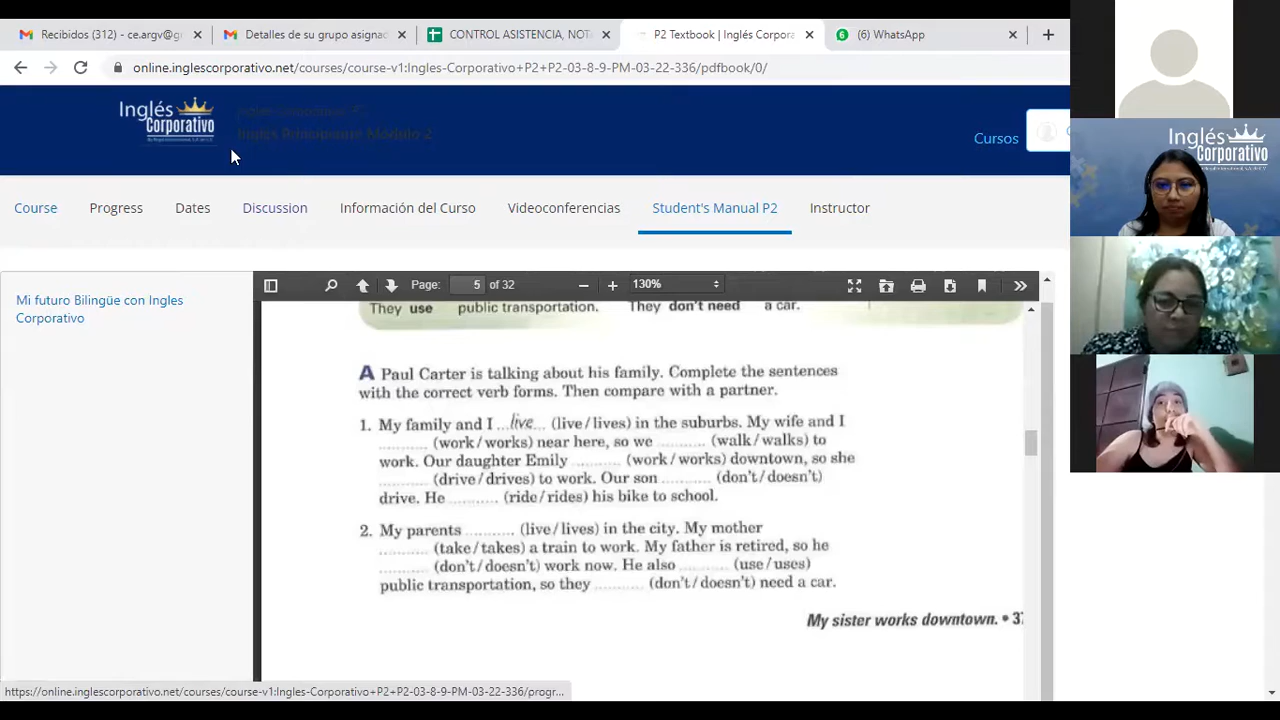 Recibidos (312) - ce.argv@g
Detalles de su grupo asignad
CONTROL ASISTENCIA, NOT
P2 Textbook | Inglés Corpora
(6) WhatsApp
online.inglescorporativo.net/courses/course-v1:Ingles-Corporativo+P2+P2-03-8-9-PM-03-22-336/pdfbook/0/
Inglés
Corporativo
Inglés Principiante Módulo 2
Cursos
Inglés
Corporativo
Course
Progress
Dates
Discussion
Información del Curso
Videoconferencias
Student's Manual P2
Instructor
Mi futuro Bilingüe con Ingles
Corporativo
Page: 5 of 32
130%
They use public transportation. They don't need a car.
A Paul Carter is talking about his family. Complete the sentences
with the correct verb forms. Then compare with a partner.
1. My family and I ...live... (live/lives) in the suburbs. My wife and I
......... (work/works) near here, so we ......... (walk/walks) to
work. Our daughter Emily ......... (work/works) downtown, so she
......... (drive/drives) to work. Our son ......... (don't/doesn't)
drive. He ......... (ride/rides) his bike to school.
2. My parents ......... (live/lives) in the city. My mother
......... (take/takes) a train to work. My father is retired, so he
......... (don't/doesn't) work now. He also ......... (use/uses)
public transportation, so they ......... (don't/doesn't) need a car.
My sister works downtown. • 37
https://online.inglescorporativo.net/courses/course-v1:Ingles-Corporativo+P2+P2-03-8-9-PM-03-22-336/progr...